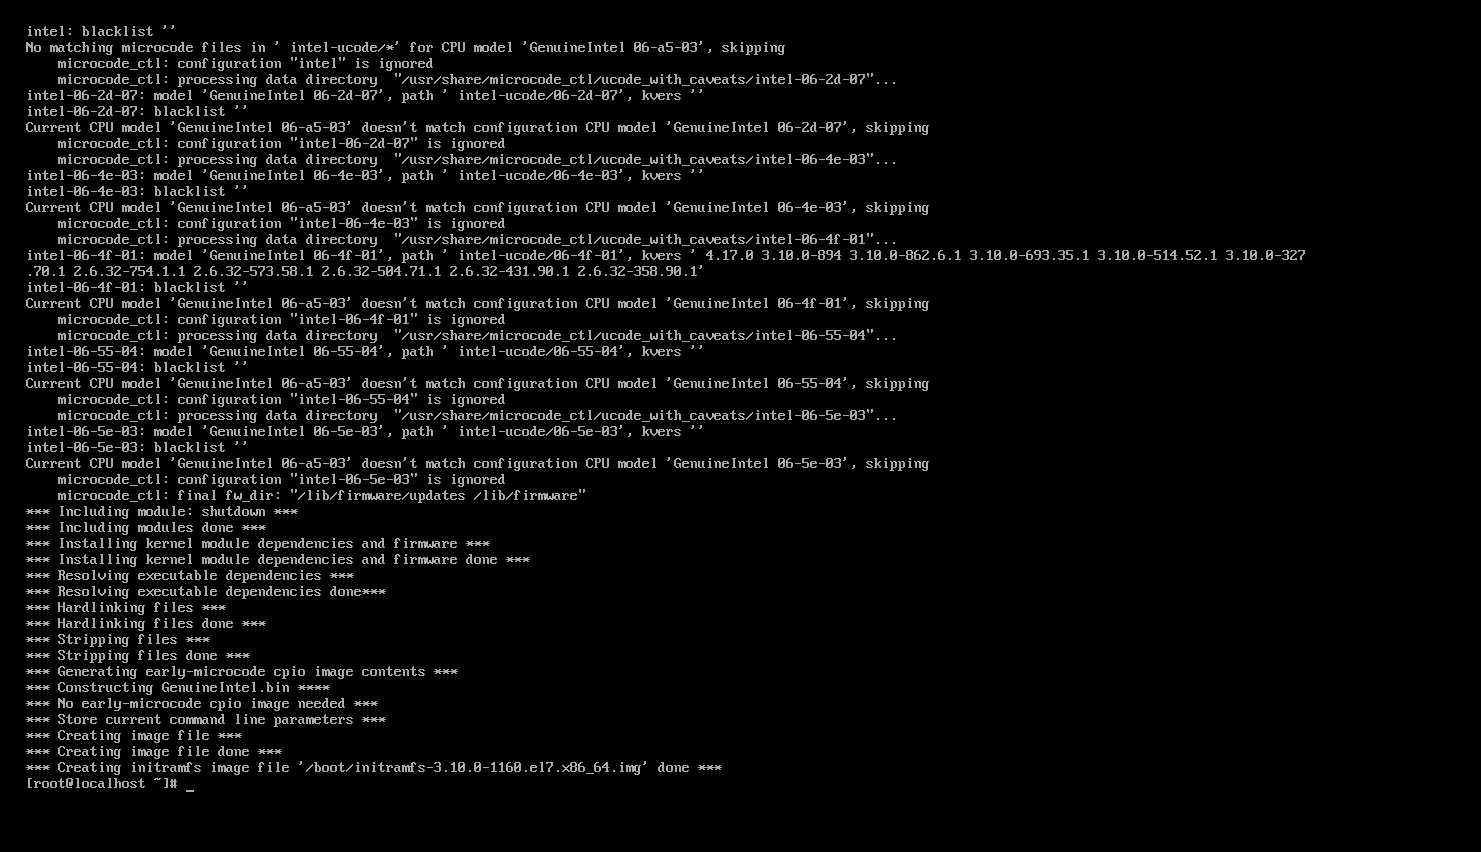 intel: blacklist ''
No matching microcode files in ' intel-ucode/*' for CPU model 'GenuineIntel 06-a5-03', skipping
    microcode_ctl: configuration "intel" is ignored
    microcode_ctl: processing data directory  "/usr/share/microcode_ctl/ucode_with_caveats/intel-06-2d-07"...
intel-06-2d-07: model 'GenuineIntel 06-2d-07', path ' intel-ucode/06-2d-07', kvers ''
intel-06-2d-07: blacklist ''
Current CPU model 'GenuineIntel 06-a5-03' doesn't match configuration CPU model 'GenuineIntel 06-2d-07', skipping
    microcode_ctl: configuration "intel-06-2d-07" is ignored
    microcode_ctl: processing data directory  "/usr/share/microcode_ctl/ucode_with_caveats/intel-06-4e-03"...
intel-06-4e-03: model 'GenuineIntel 06-4e-03', path ' intel-ucode/06-4e-03', kvers ''
intel-06-4e-03: blacklist ''
Current CPU model 'GenuineIntel 06-a5-03' doesn't match configuration CPU model 'GenuineIntel 06-4e-03', skipping
    microcode_ctl: configuration "intel-06-4e-03" is ignored
    microcode_ctl: processing data directory  "/usr/share/microcode_ctl/ucode_with_caveats/intel-06-4f-01"...
intel-06-4f-01: model 'GenuineIntel 06-4f-01', path ' intel-ucode/06-4f-01', kvers ' 4.17.0 3.10.0-894 3.10.0-862.6.1 3.10.0-693.35.1 3.10.0-514.52.1 3.10.0-327
.70.1 2.6.32-754.1.1 2.6.32-573.58.1 2.6.32-504.71.1 2.6.32-431.90.1 2.6.32-358.90.1'
intel-06-4f-01: blacklist ''
Current CPU model 'GenuineIntel 06-a5-03' doesn't match configuration CPU model 'GenuineIntel 06-4f-01', skipping
    microcode_ctl: configuration "intel-06-4f-01" is ignored
    microcode_ctl: processing data directory  "/usr/share/microcode_ctl/ucode_with_caveats/intel-06-55-04"...
intel-06-55-04: model 'GenuineIntel 06-55-04', path ' intel-ucode/06-55-04', kvers ''
intel-06-55-04: blacklist ''
Current CPU model 'GenuineIntel 06-a5-03' doesn't match configuration CPU model 'GenuineIntel 06-55-04', skipping
    microcode_ctl: configuration "intel-06-55-04" is ignored
    microcode_ctl: processing data directory  "/usr/share/microcode_ctl/ucode_with_caveats/intel-06-5e-03"...
intel-06-5e-03: model 'GenuineIntel 06-5e-03', path ' intel-ucode/06-5e-03', kvers ''
intel-06-5e-03: blacklist ''
Current CPU model 'GenuineIntel 06-a5-03' doesn't match configuration CPU model 'GenuineIntel 06-5e-03', skipping
    microcode_ctl: configuration "intel-06-5e-03" is ignored
    microcode_ctl: final fw_dir: "/lib/firmware/updates /lib/firmware"
*** Including module: shutdown ***
*** Including modules done ***
*** Installing kernel module dependencies and firmware ***
*** Installing kernel module dependencies and firmware done ***
*** Resolving executable dependencies ***
*** Resolving executable dependencies done***
*** Hardlinking files ***
*** Hardlinking files done ***
*** Stripping files ***
*** Stripping files done ***
*** Generating early-microcode cpio image contents ***
*** Constructing GenuineIntel.bin ****
*** No early-microcode cpio image needed ***
*** Store current command line parameters ***
*** Creating image file ***
*** Creating image file done ***
*** Creating initramfs image file '/boot/initramfs-3.10.0-1160.el7.x86_64.img' done ***
[root@localhost ~]# _